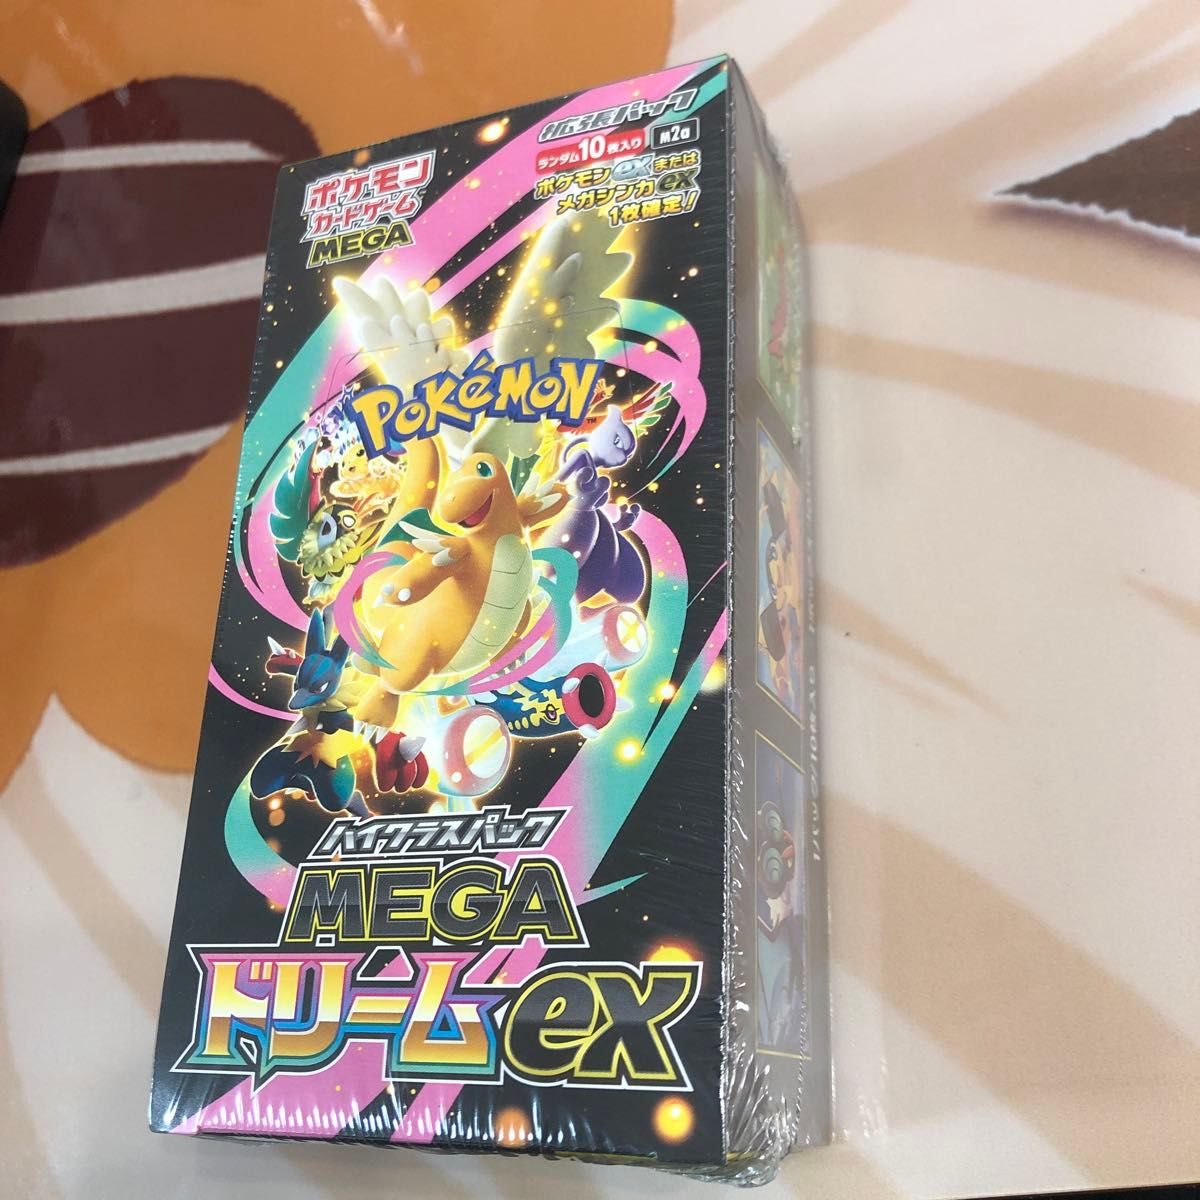 拡張パック
ランダム10枚入り M2a
ポケモンexまたは
メガシンカex
1枚確定!
ポケモン
カードゲーム
MEGA
POKéMON
TM
ハイクラスパック
MEGA
ドリームex